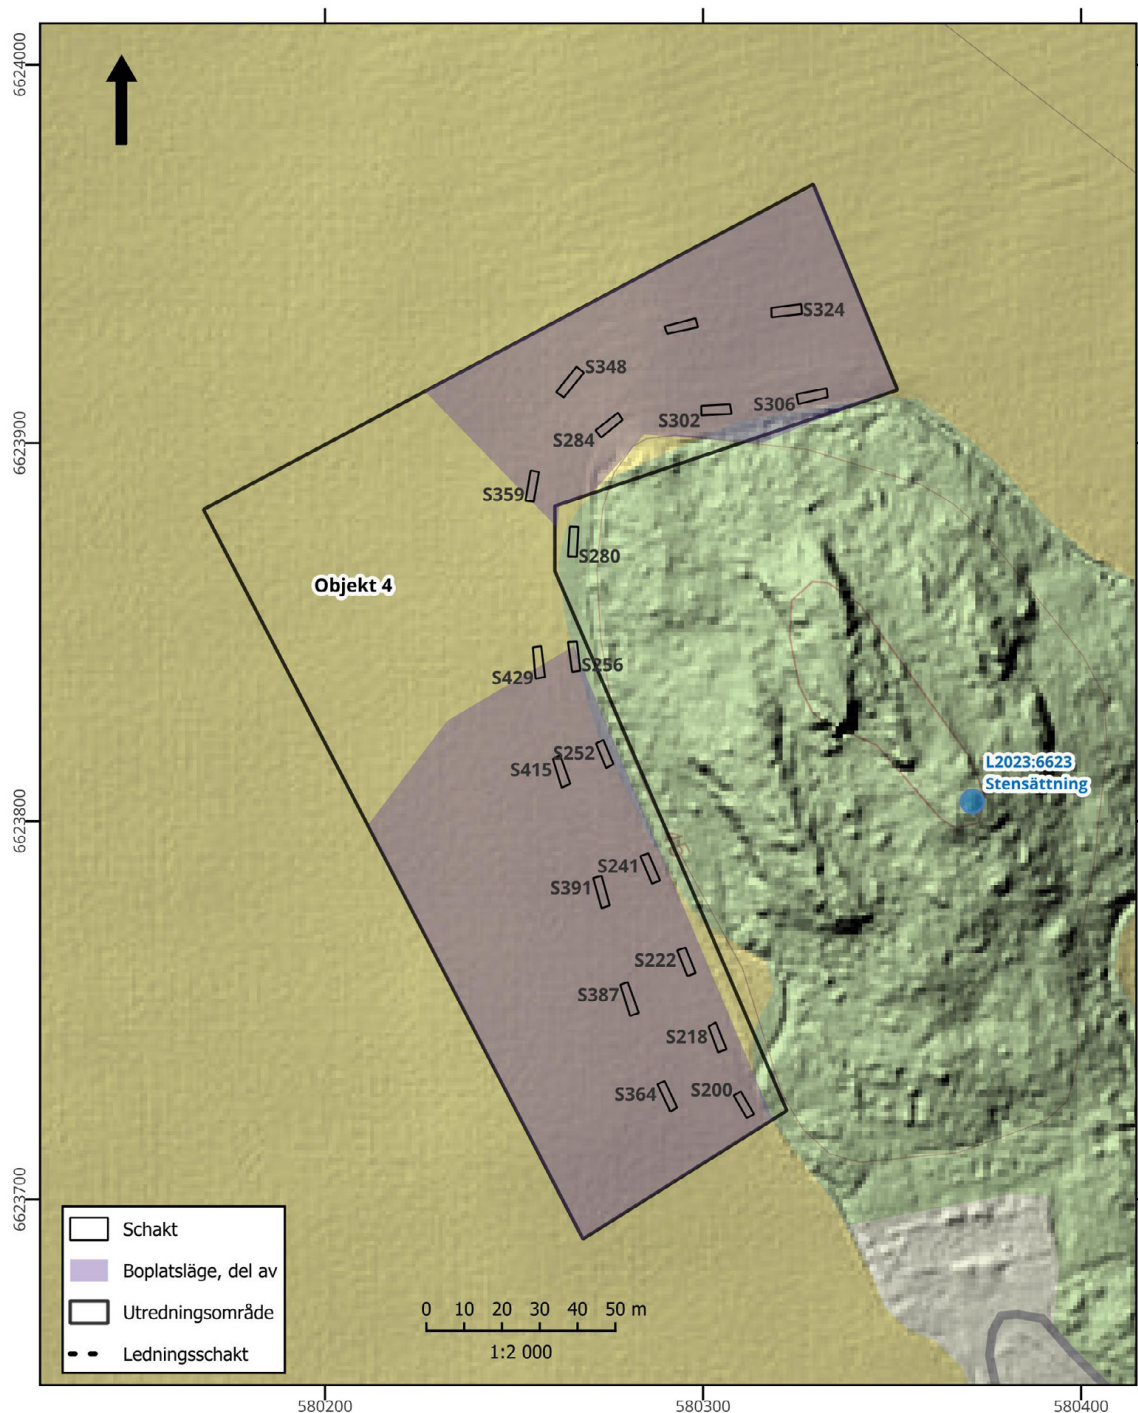 6624000
S324
S348
S306
S302
S284
6623900
S359
S280
Objekt 4
S256
S429
S252
L2023:6623
S415
Stensättning
6623800
S241
S391
S222
S387
S218
S200
S364
6623700
Schakt
Boplatsläge, del av
Utredningsområde
Ledningsschakt
0 10 20 30 40 50 m
1:2 000
580200 580300 580400